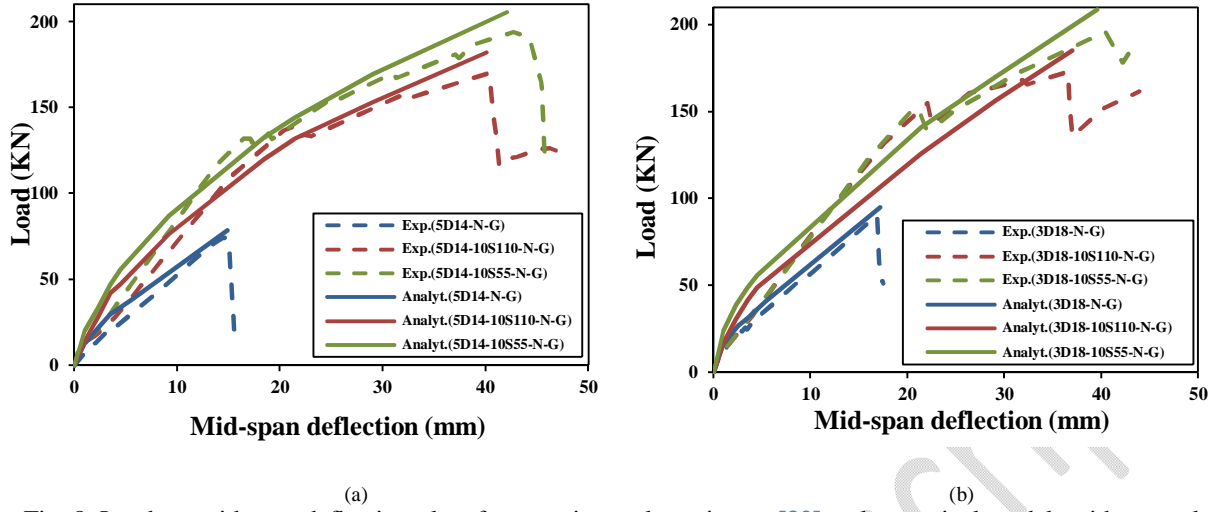 200
150
100
50
0
Load (KN)
0 10 20 30 40 50
Mid-span deflection (mm)
Exp.(5D14-N-G)
Exp.(5D14-10S110-N-G)
Exp.(5D14-10S55-N-G)
Analyt.(5D14-N-G)
Analyt.(5D14-10S110-N-G)
Analyt.(5D14-10S55-N-G)
(a)
200
150
100
50
0
Load (KN)
0 10 20 30 40 50
Mid-span deflection (mm)
Exp.(3D18-N-G)
Exp.(3D18-10S110-N-G)
Exp.(3D18-10S55-N-G)
Analyt.(3D18-N-G)
Analyt.(3D18-10S110-N-G)
Analyt.(3D18-10S55-N-G)
(b)